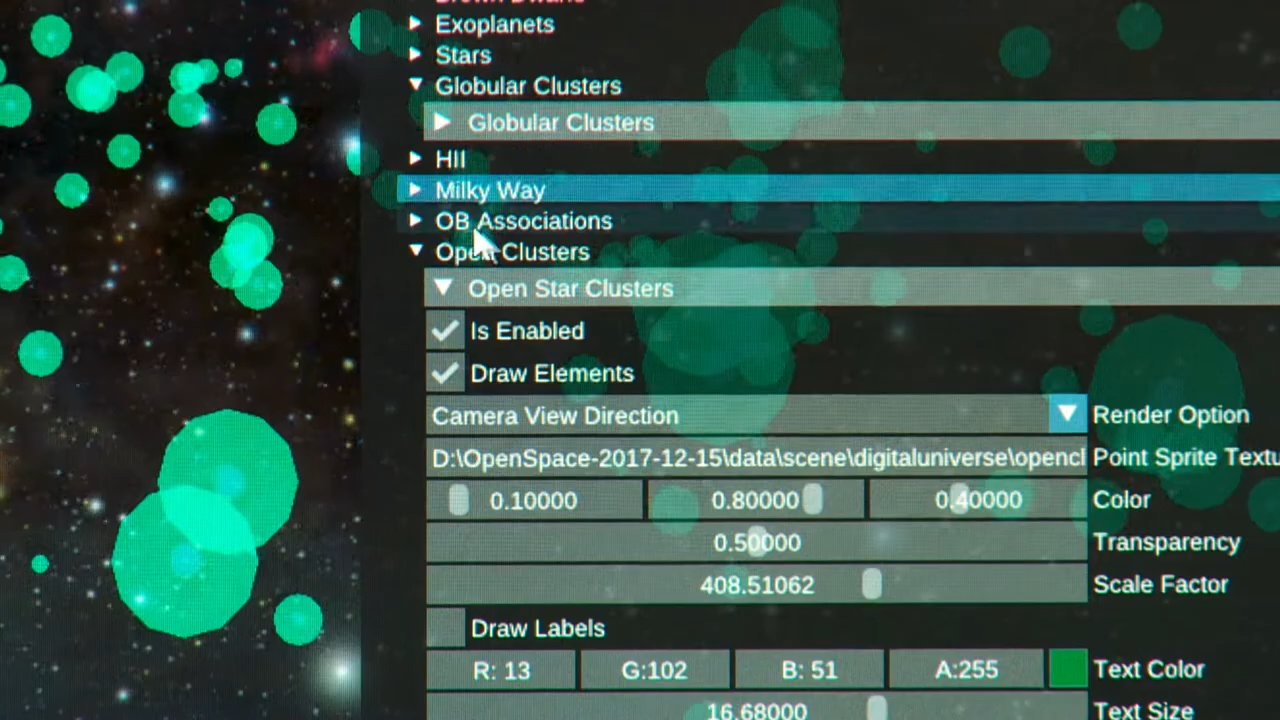 Brown Dwarfs
Exoplanets
Stars
Globular Clusters
Globular Clusters
HII
Milky Way
OB Associations
Open Clusters
Open Star Clusters
Is Enabled
Draw Elements
Camera View Direction Render Option
D:\OpenSpace-2017-12-15\data\scene\digitaluniverse\opencl Point Sprite Textu
0.10000 0.80000 0.40000 Color
0.50000 Transparency
408.51062 Scale Factor
Draw Labels
R: 13 G:102 B: 51 A:255 Text Color
16.68000 Text Size